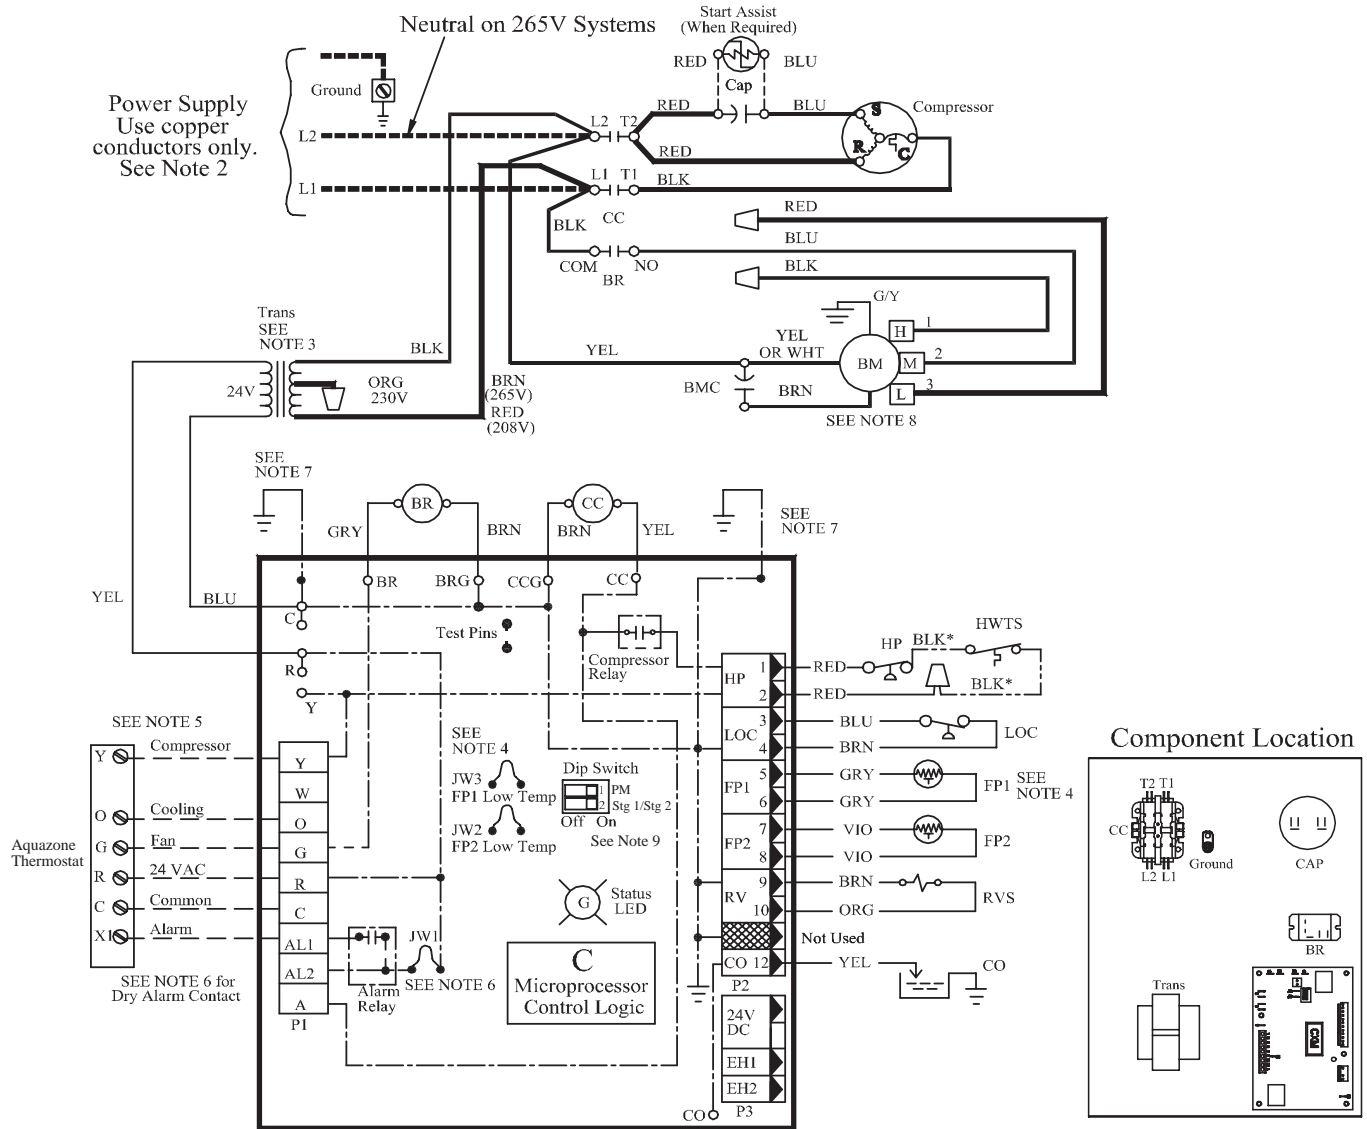 Neutral on 265V Systems
Start Assist
(When Required)
RED
BLU
Cap
Ground
Power Supply
Use copper
conductors only.
See Note 2
L2
L1
L2 T2
RED
BLU
S
Compressor
R
C
RED
L1 T1
BLK
CC
BLK
COM
NO
BR
RED
BLU
BLK
G/Y
H
1
YEL
YEL
OR WHT
BM
M
2
BMC
BRN
L
3
SEE NOTE 8
Trans
SEE
NOTE 3
BLK
24V
ORG
230V
BRN
(265V)
RED
(208V)
SEE
NOTE 7
BR
CC
GRY
BRN
BRN
YEL
SEE
NOTE 7
YEL
BLU
BR
BRG
CCG
CC
C
Test Pins
Compressor
Relay
R
Y
HP
1
2
RED
RED
HP
BLK*
HWTS
BLK*
LOC
3
4
BLU
BRN
LOC
FP1
5
6
GRY
GRY
FP1
SEE
NOTE 4
FP2
7
8
VIO
VIO
FP2
RV
9
10
BRN
ORG
RVS
Not Used
CO 12
YEL
CO
P2
24V
DC
EH1
EH2
P3
CO
SEE NOTE 5
Aquazone
Thermostat
Y
Compressor
O
Cooling
G
Fan
R
24 VAC
C
Common
X1
Alarm
SEE NOTE 6 for
Dry Alarm Contact
Y
W
O
G
R
C
AL1
AL2
A
P1
Alarm
Relay
JW1
SEE NOTE 6
SEE
NOTE 4
JW3
FP1 Low Temp
JW2
FP2 Low Temp
Dip Switch
1 PM
2 Stg 1/Stg 2
Off On
See Note 9
G
Status
LED
C
Microprocessor
Control Logic
Component Location
T2 T1
CC
L2 L1
Ground
CAP
BR
Trans
CXM